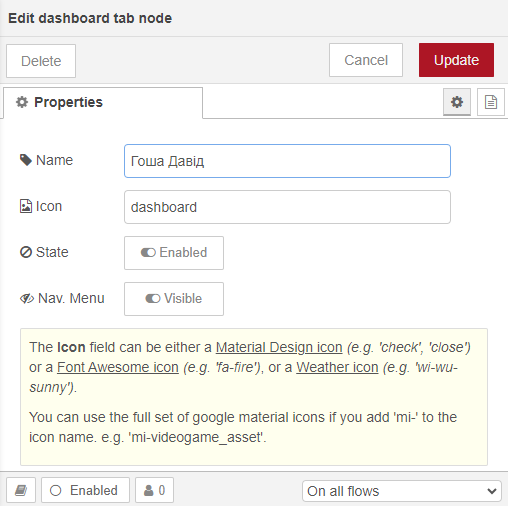 Edit dashboard tab node
Delete
Cancel
Update
Properties
Name
Гоша Давід
Icon
dashboard
State
Enabled
Nav. Menu
Visible
The Icon field can be either a Material Design icon (e.g. 'check', 'close')
or a Font Awesome icon (e.g. 'fa-fire'), or a Weather icon (e.g. 'wi-wu-
sunny').
You can use the full set of google material icons if you add 'mi-' to the
icon name. e.g. 'mi-videogame_asset'.
Enabled
0
On all flows